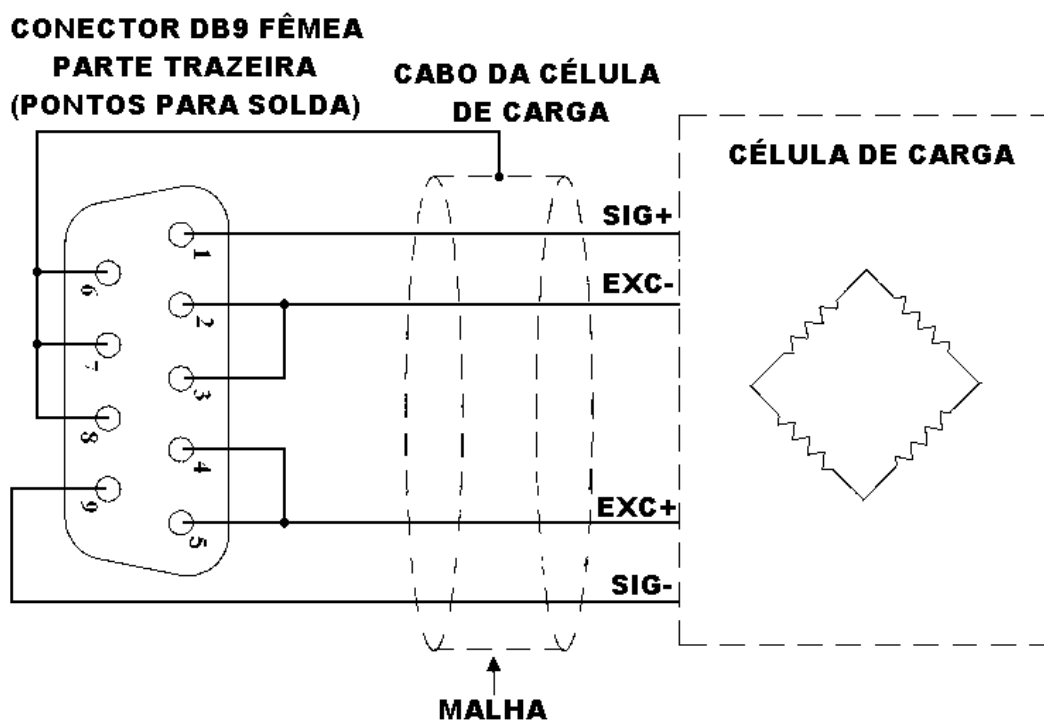 CONECTOR DB9 FÊMEA
PARTE TRAZEIRA
(PONTOS PARA SOLDA)
CABO DA CÉLULA
DE CARGA
CÉLULA DE CARGA
SIG+
EXC-
EXC+
SIG-
1
2
3
4
5
6
7
8
9
MALHA